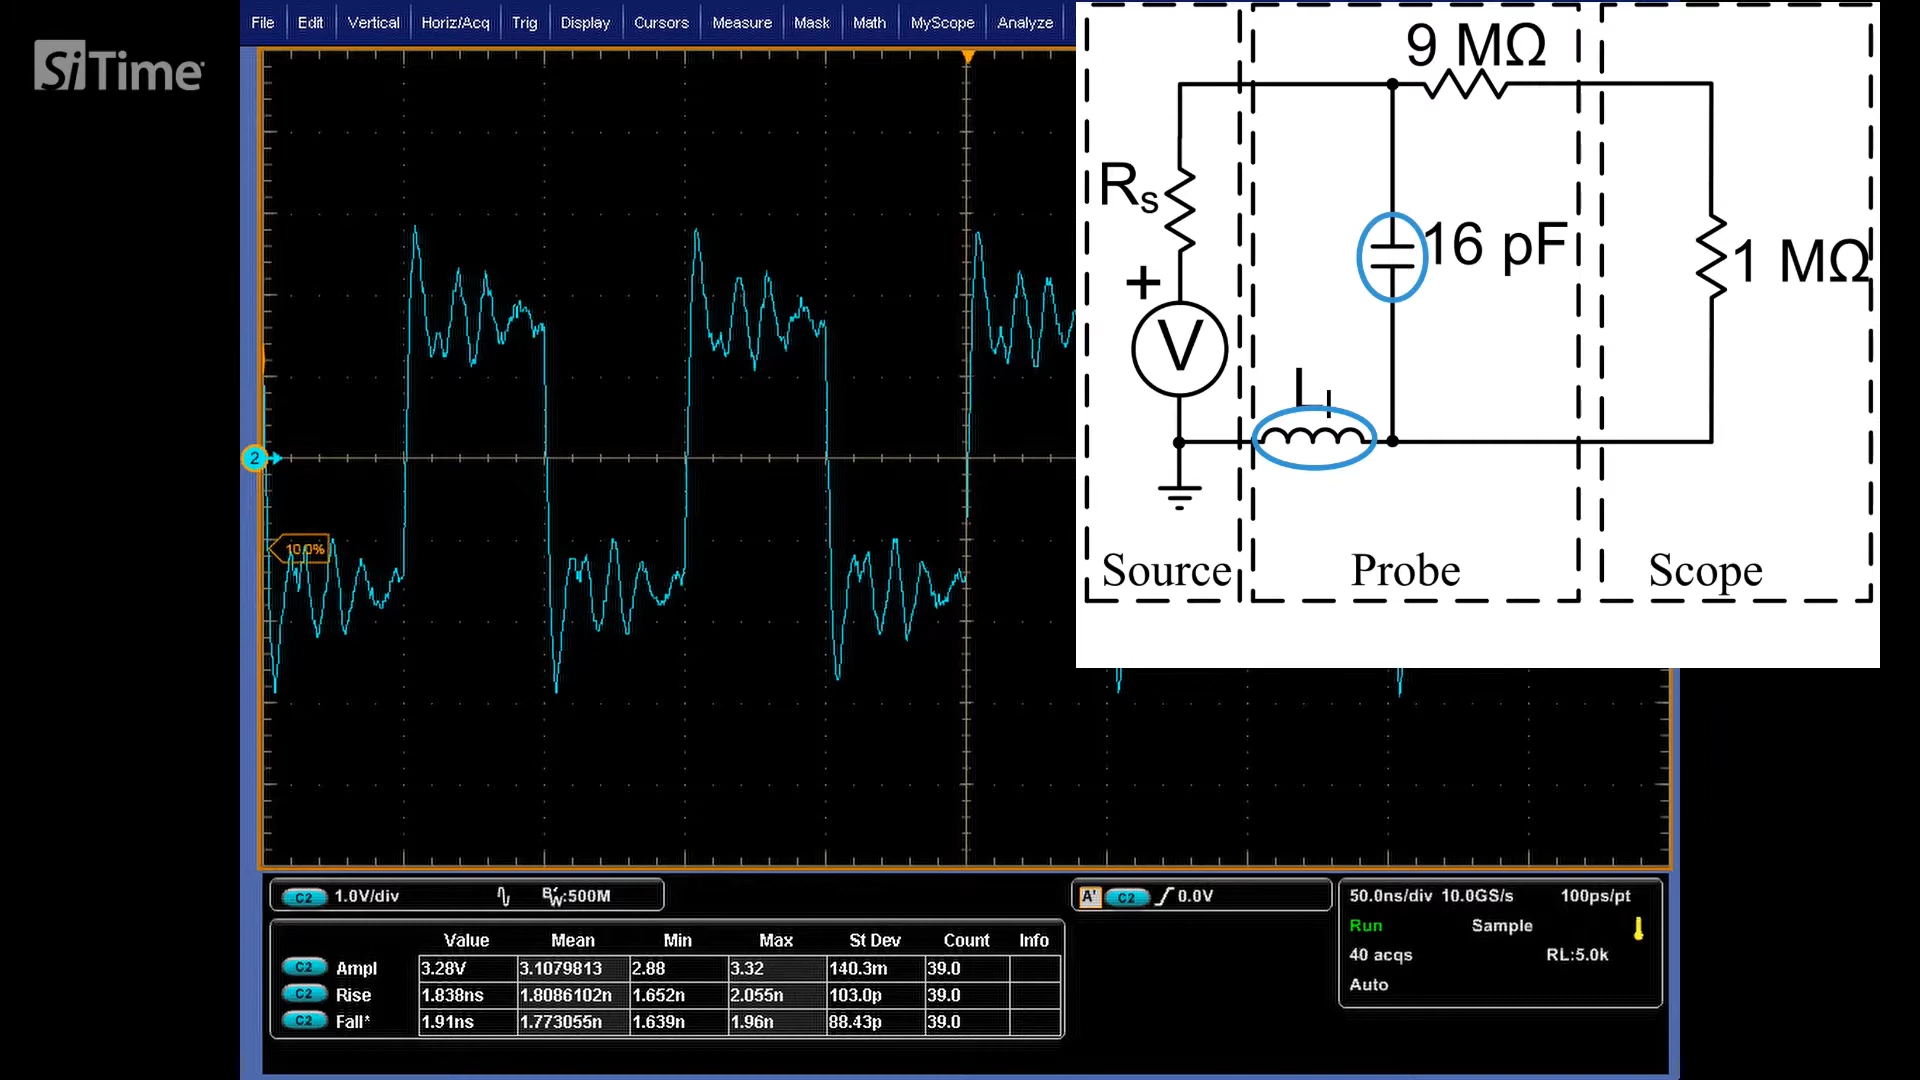 SiTime
File Edit Vertical Horiz/Acq Trig Display Cursors Measure Mask Math MyScope Analyze
9 MΩ
Rs
16 pF
1 MΩ
+
V
2
10.0%
Source Probe Scope
C2 1.0V/div BW:500M
A' C2 0.0V
50.0ns/div 10.0GS/s 100ps/pt
Run Sample
40 acqs RL:5.0k
Auto
Value Mean Min Max St Dev Count Info
C2 Ampl 3.28V 3.1079813 2.88 3.32 140.3m 39.0
C2 Rise 1.838ns 1.8086102n 1.652n 2.055n 103.0p 39.0
C2 Fall* 1.91ns 1.773055n 1.639n 1.96n 88.43p 39.0